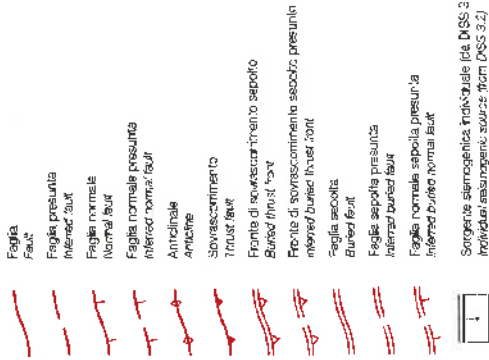 Faglia
Fault
Faglia presunta
Inferred fault
Faglia normale
Normal fault
Faglia normale presunta
Inferred normal fault
Anticlinale
Anticline
Sovrascorrimento
Thrust fault
Fronte di sovrascorrimento sepolto
Buried thrust front
Fronte di sovrascorrimento sepolto presunto
Inferred buried thrust front
Faglia sepolta
Buried fault
Faglia sepolta presunta
Inferred buried fault
Faglia normale sepolta presunta
Inferred buried normal fault
Sorgente sismogenica individuale (da DISS 3
Individual seismogenic source (from DISS 3.2)